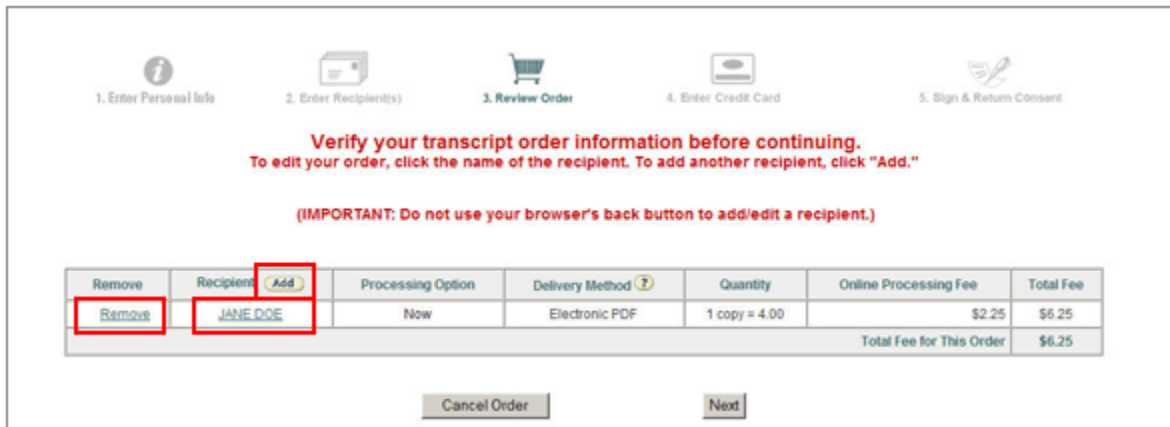 1. Enter Personal Info 2. Enter Recipient(s) 3. Review Order 4. Enter Credit Card 5. Sign & Return Consent
Verify your transcript order information before continuing.
To edit your order, click the name of the recipient. To add another recipient, click "Add."
(IMPORTANT: Do not use your browser's back button to add/edit a recipient.)
Remove Recipient Add Processing Option Delivery Method ? Quantity Online Processing Fee Total Fee
Remove JANE DOE Now Electronic PDF 1 copy = 4.00 $2.25 $6.25
Total Fee for This Order $6.25
Cancel Order Next